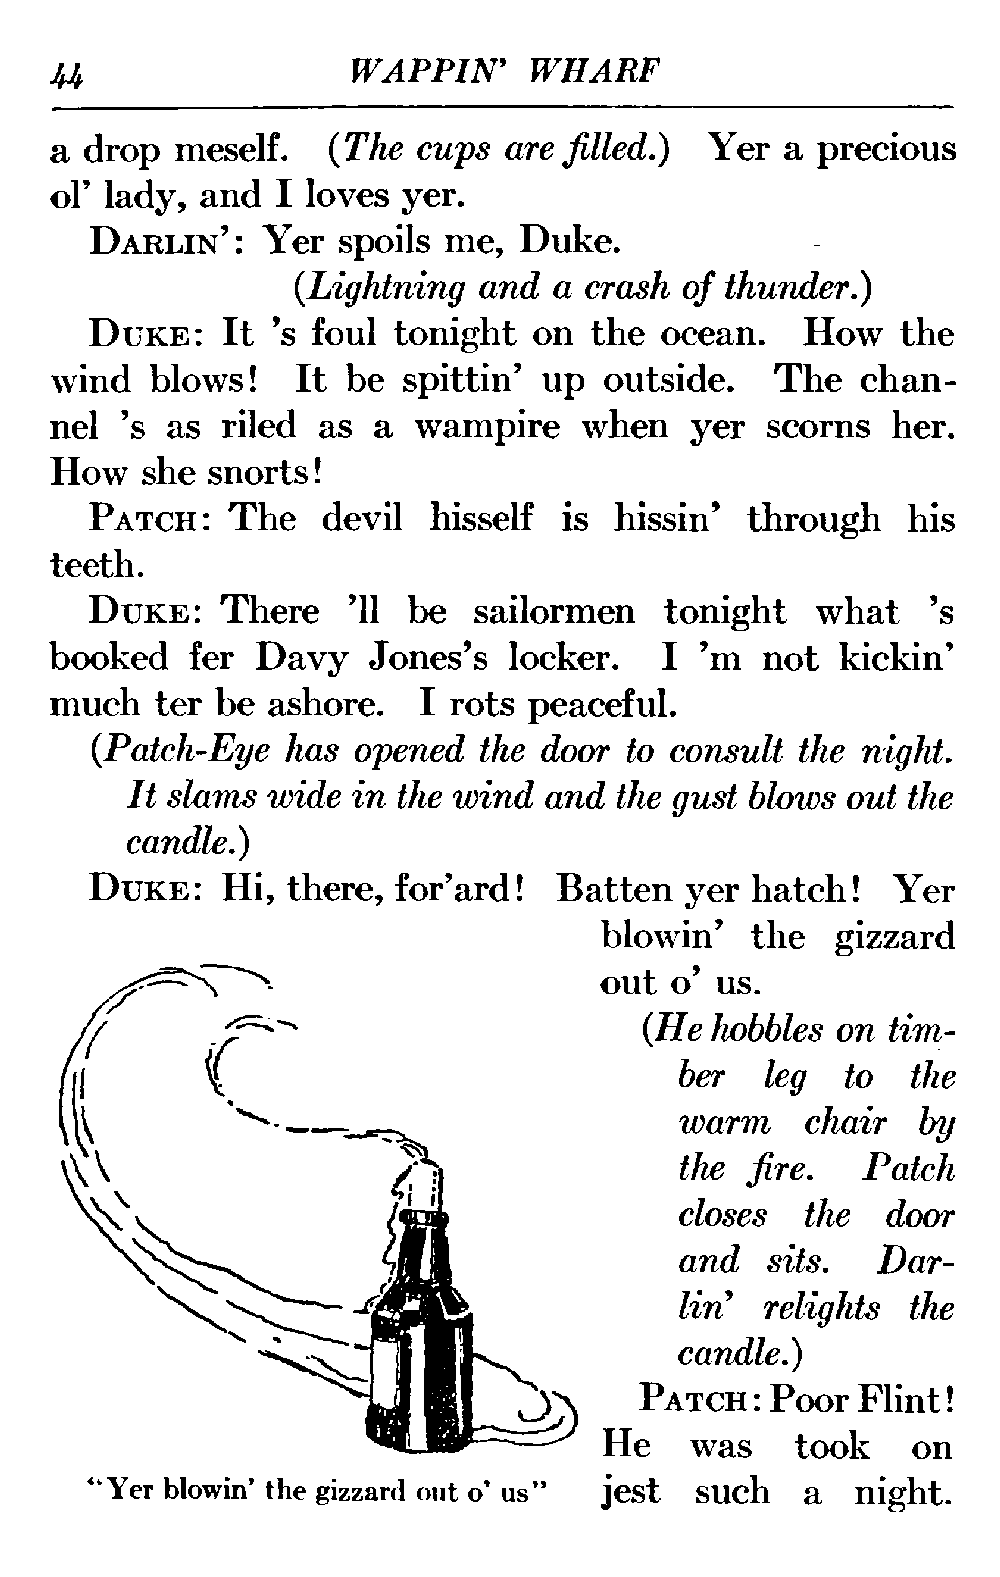 44 WAPPIN' WHARF
a drop meself. (The cups are filled.) Yer a precious
ol' lady, and I loves yer.
DARLIN': Yer spoils me, Duke.
(Lightning and a crash of thunder.)
DUKE: It 's foul tonight on the ocean. How the
wind blows! It be spittin' up outside. The chan-
nel 's as riled as a wampire when yer scorns her.
How she snorts!
PATCH: The devil hisself is hissin' through his
teeth.
DUKE: There 'll be sailormen tonight what 's
booked fer Davy Jones's locker. I 'm not kickin'
much ter be ashore. I rots peaceful.
(Patch-Eye has opened the door to consult the night.
It slams wide in the wind and the gust blows out the
candle.)
DUKE: Hi, there, for'ard! Batten yer hatch! Yer
blowin' the gizzard
out o' us.
(He hobbles on tim-
ber leg to the
warm chair by
the fire. Patch
closes the door
and sits. Dar-
lin' relights the
candle.)
PATCH: Poor Flint!
He was took on
jest such a night.
"Yer blowin' the gizzard out o' us"